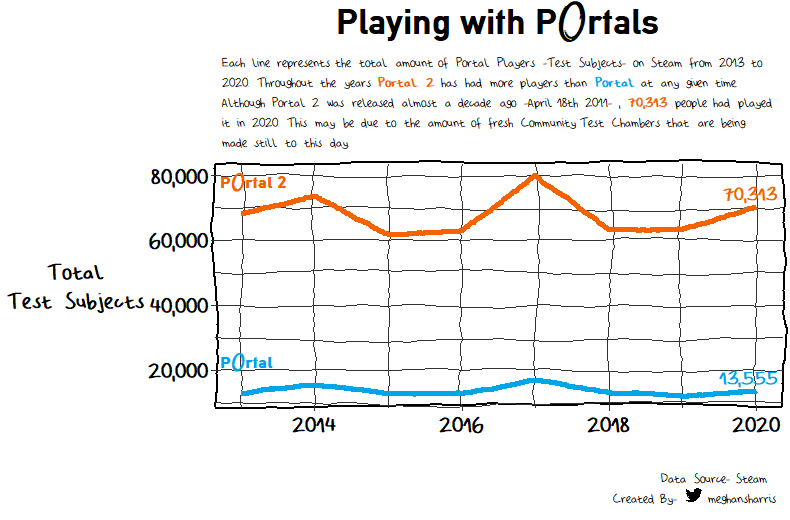 Playing with POrtals
Each line represents the total amount of Portal Players -Test Subjects- on Steam from 2013 to
2020. Throughout the years Portal 2 has had more players than Portal at any given time.
Although Portal 2 was released almost a decade ago -April 18th 2011- , 70,313 people had played
it in 2020. This may be due to the amount of fresh Community Test Chambers that are being
made still to this day.
80,000
POrtal 2
70,313
60,000
Total
Test Subjects
40,000
POrtal
20,000
13,555
2014
2016
2018
2020
Data Source- Steam
Created By- meghansharris